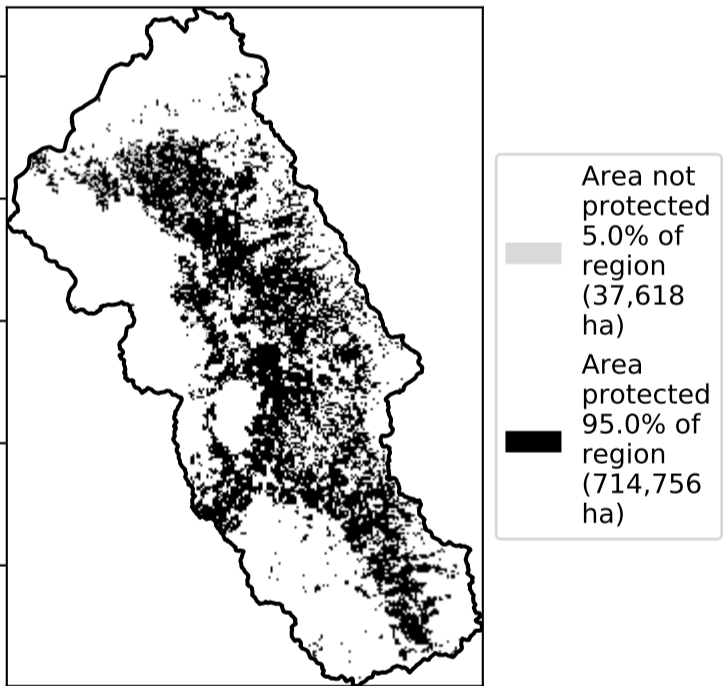 Area not
protected
5.0% of
region
(37,618
ha)
Area
protected
95.0% of
region
(714,756
ha)